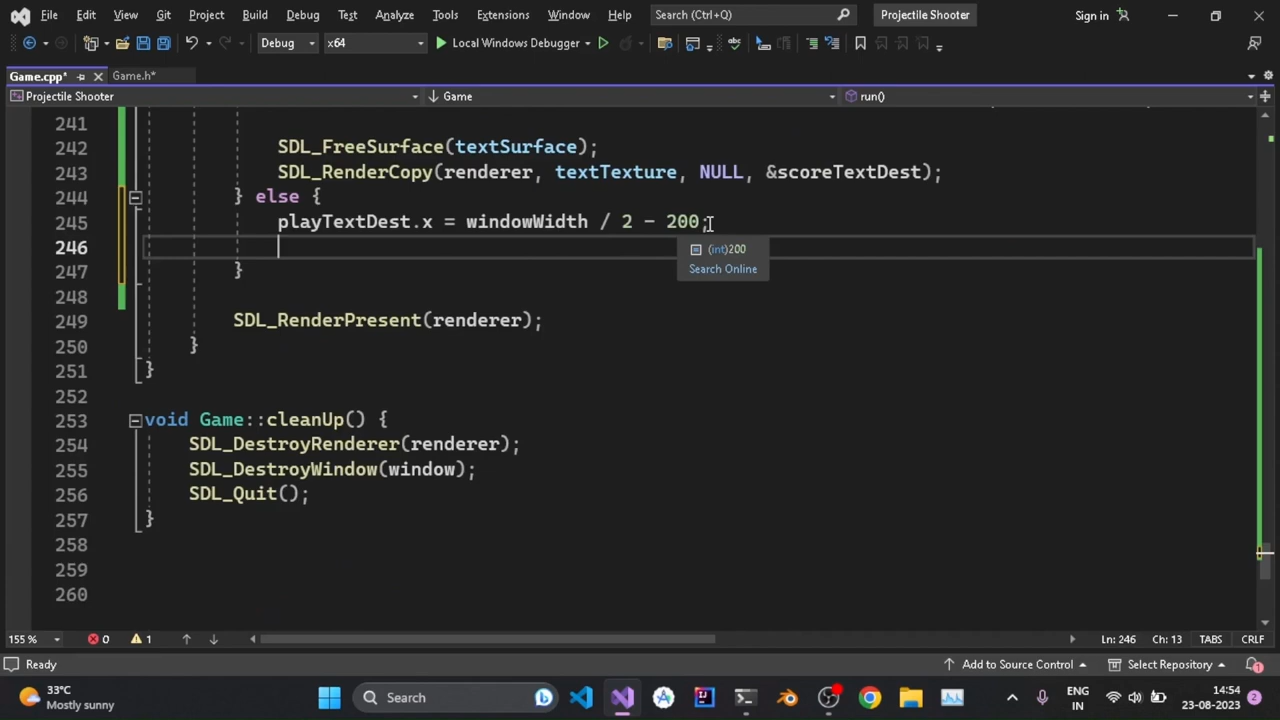 File Edit View Git Project Build Debug Test Analyze Tools Extensions Window Help Search (Ctrl+Q) Projectile Shooter Sign in
Debug x64 Local Windows Debugger
Game.cpp* Game.h*
Projectile Shooter Game run()
241
242 SDL_FreeSurface(textSurface);
243 SDL_RenderCopy(renderer, textTexture, NULL, &scoreTextDest);
244 } else {
245 playTextDest.x = windowWidth / 2 - 200;
246 (int)200
Search Online
247 }
248
249 SDL_RenderPresent(renderer);
250 }
251 }
252
253 void Game::cleanUp() {
254 SDL_DestroyRenderer(renderer);
255 SDL_DestroyWindow(window);
256 SDL_Quit();
257 }
258
259
260
155 % 0 1 Ln: 246 Ch: 13 TABS CRLF
Ready Add to Source Control Select Repository 2
33°C
Mostly sunny
Search
ENG
IN
14:54
23-08-2023
2